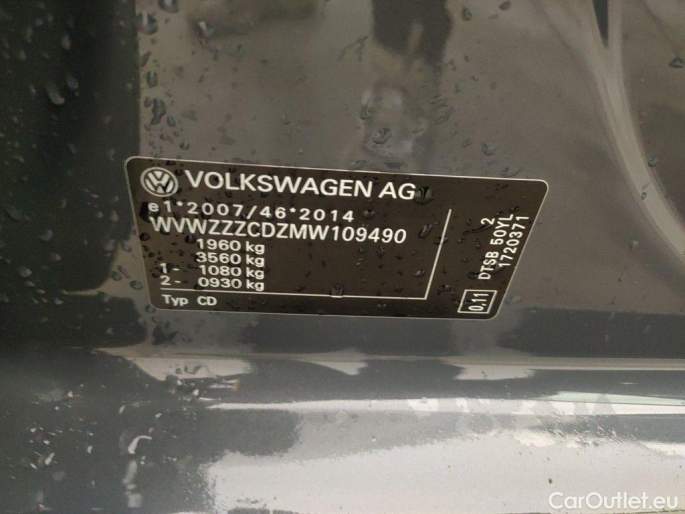 VOLKSWAGEN AG
e1*2007/46*2014
WVWZZZCDZMW109490
1960 kg
3560 kg
1- 1080 kg
2- 0930 kg
Typ CD
0,11
DTSB 50YL
2
1720371
CarOutlet.eu